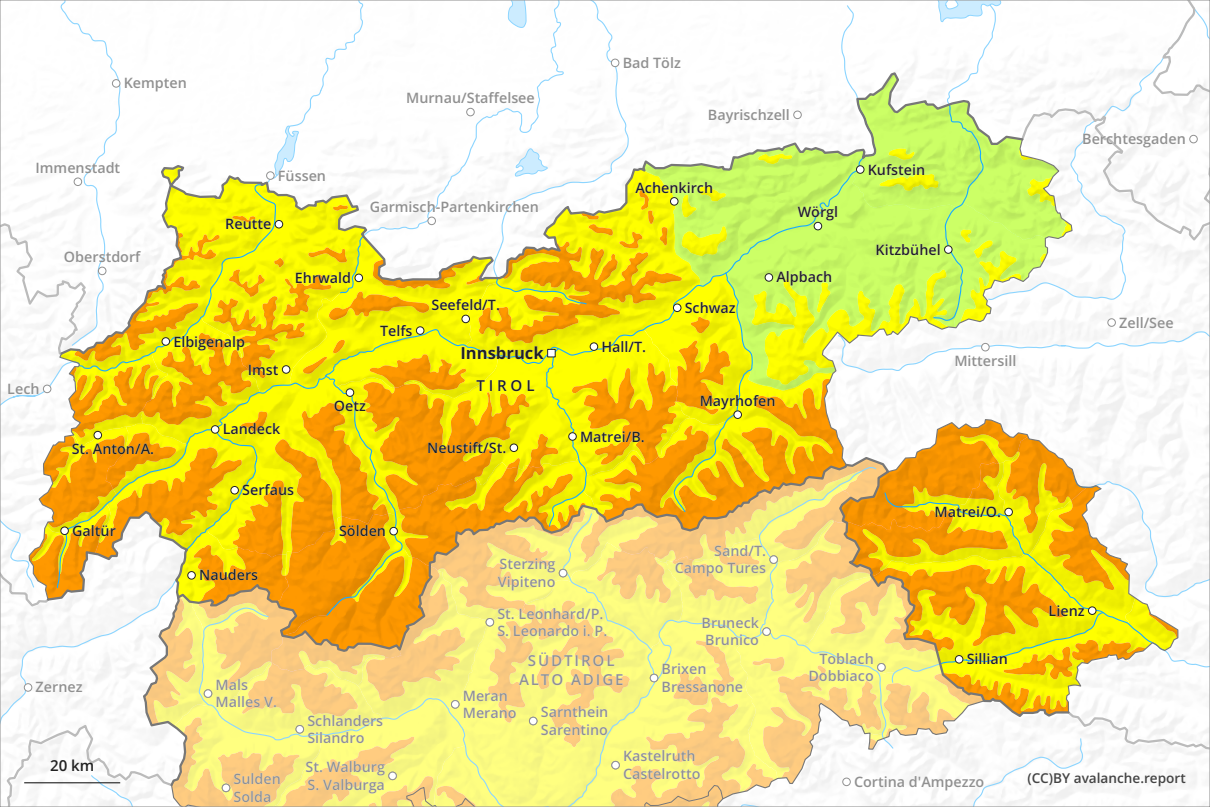 Bad Tölz
Kempten
Murnau/Staffelsee
Bayrischzell
Berchtesgaden
Immenstadt
Füssen
Kufstein
Achenkirch
Garmisch-Partenkirchen
Wörgl
Reutte
Kitzbühel
Oberstdorf
Ehrwald
Alpbach
Seefeld/T.
Schwaz
Zell/See
Telfs
Elbigenalp
Innsbruck
Hall/T.
Mittersill
Imst
TIROL
Lech
Oetz
Mayrhofen
Landeck
St. Anton/A.
Neustift/St.
Matrei/B.
Serfaus
Matrei/O.
Galtür
Sölden
Sand/T.
Campo Tures
Sterzing
Vipiteno
Nauders
Lienz
St. Leonhard/P.
S. Leonardo i. P.
Bruneck
Brunico
SÜDTIROL
ALTO ADIGE
Toblach
Dobbiaco
Sillian
Brixen
Bressanone
Zernez
Mals
Malles V.
Meran
Merano
Sarnthein
Sarentino
Schlanders
Silandro
20 km
St. Walburg
S. Valburga
Kastelruth
Castelrotto
Sulden
Solda
Cortina d'Ampezzo
(CC)BY avalanche.report